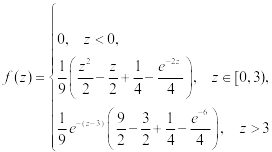 f(z) = { 0, z < 0,
1/9 ( z^2/2 − z/2 + 1/4 − e^{−2z}/4 ), z ∈ [0, 3),
1/9 e^{−(z−3)} ( 9/2 − 3/2 + 1/4 − e^{−6}/4 ), z > 3